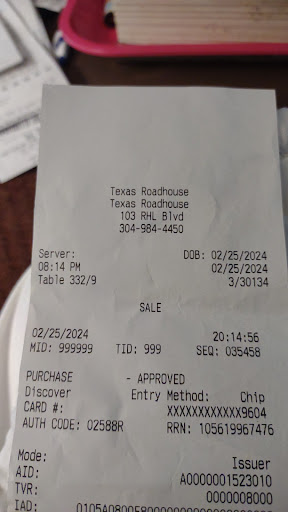 Texas Roadhouse
Texas Roadhouse
103 RHL Blvd
304-984-4450
Server: DOB: 02/25/2024
08:14 PM 02/25/2024
Table 332/9 3/30134
SALE
02/25/2024 20:14:56
MID: 999999 TID: 999 SEQ: 035458
PURCHASE - APPROVED
Discover Entry Method: Chip
CARD #: XXXXXXXXXXXX9604
AUTH CODE: 02588R RRN: 105619967476
Mode: Issuer
AID: A0000001523010
TVR: 0000008000
IAD: